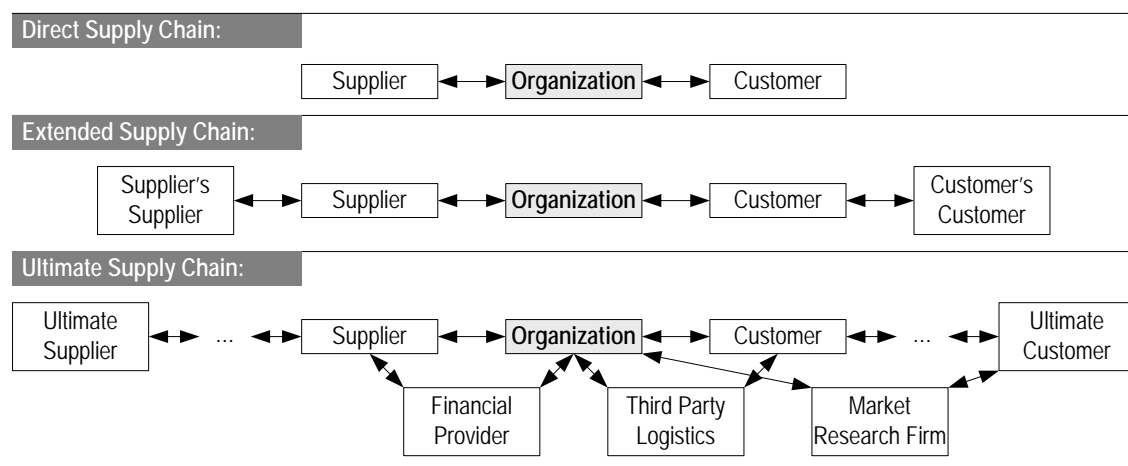 Direct Supply Chain:
Supplier
Organization
Customer
Extended Supply Chain:
Supplier's
Supplier
Supplier
Organization
Customer
Customer's
Customer
Ultimate Supply Chain:
Ultimate
Supplier
...
Supplier
Organization
Customer
...
Ultimate
Customer
Financial
Provider
Third Party
Logistics
Market
Research Firm